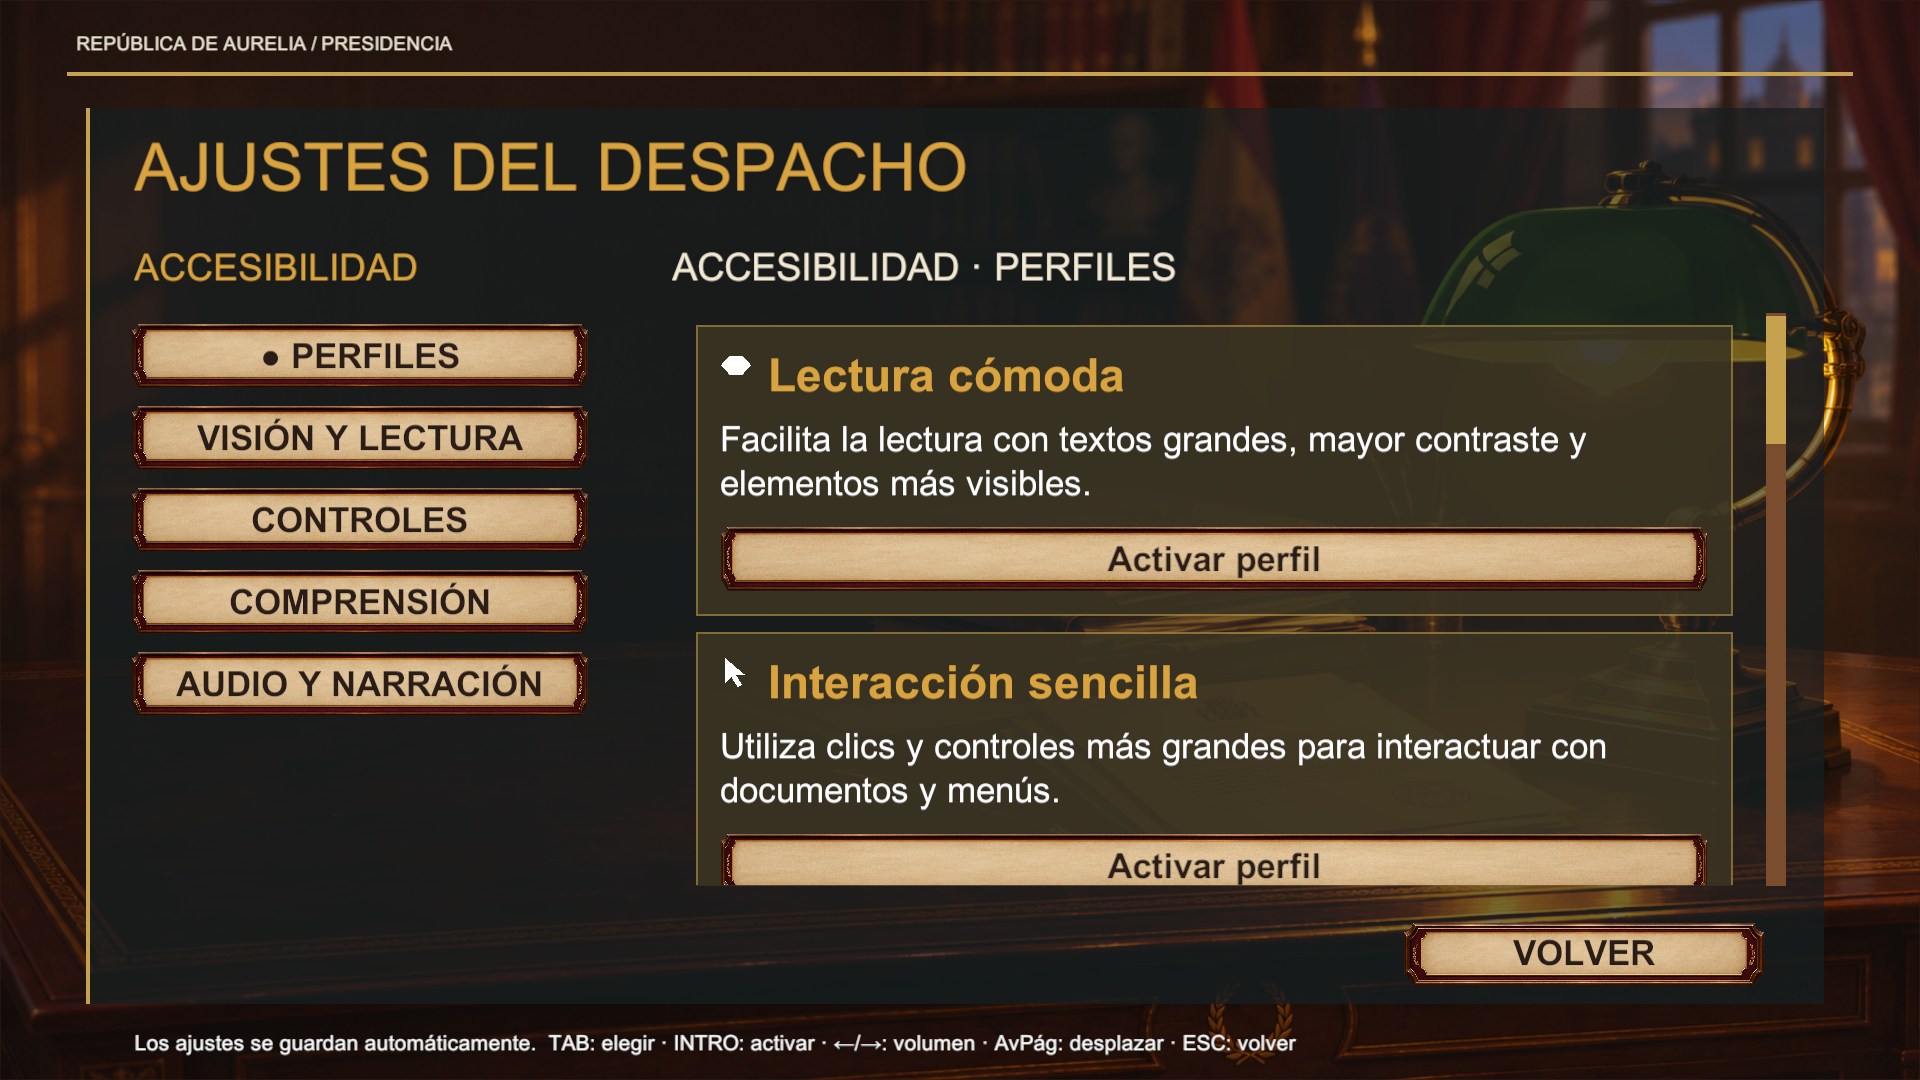 REPÚBLICA DE AURELIA / PRESIDENCIA
AJUSTES DEL DESPACHO
ACCESIBILIDAD
● PERFILES
VISIÓN Y LECTURA
CONTROLES
COMPRENSIÓN
AUDIO Y NARRACIÓN
ACCESIBILIDAD · PERFILES
Lectura cómoda
Facilita la lectura con textos grandes, mayor contraste y
elementos más visibles.
Activar perfil
Interacción sencilla
Utiliza clics y controles más grandes para interactuar con
documentos y menús.
Activar perfil
VOLVER
Los ajustes se guardan automáticamente. TAB: elegir · INTRO: activar · ←/→: volumen · AvPág: desplazar · ESC: volver